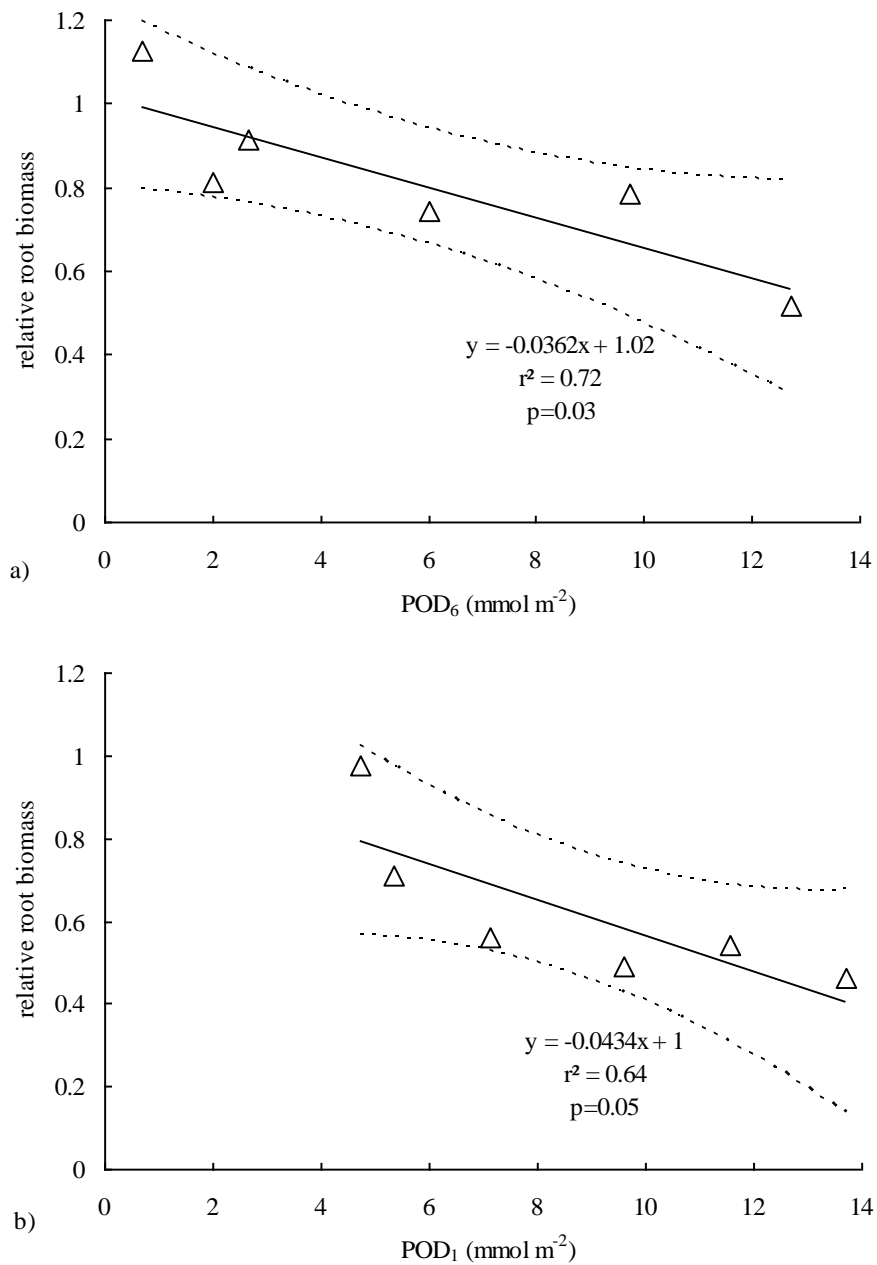 1.2
1
0.8
0.6
0.4
0.2
0
relative root biomass
y = -0.0362x + 1.02
r² = 0.72
p=0.03
0 2 4 6 8 10 12 14
a)
POD₆ (mmol m⁻²)
1.2
1
0.8
0.6
0.4
0.2
0
relative root biomass
y = -0.0434x + 1
r² = 0.64
p=0.05
0 2 4 6 8 10 12 14
b)
POD₁ (mmol m⁻²)